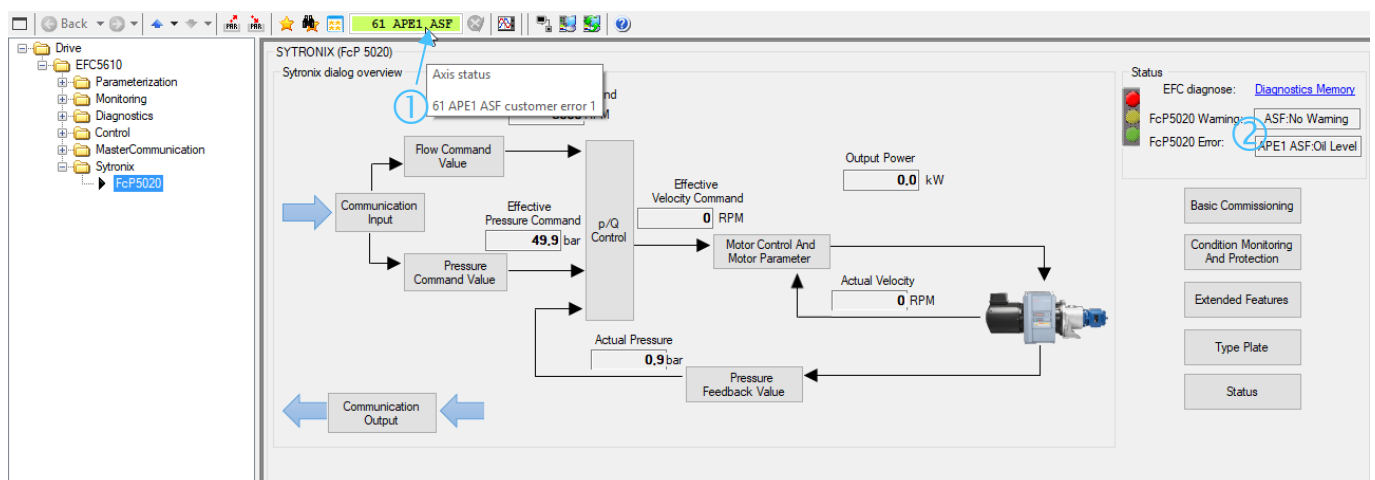 Back
PAR
PAR
61 APE1 ASF
Drive
EFC5610
Parameterization
Monitoring
Diagnostics
Control
MasterCommunication
Sytronix
FcP5020
SYTRONIX (FcP 5020)
Sytronix dialog overview
Axis status
61 APE1 ASF customer error 1
1
Flow Command
Value
Communication
Input
Effective
Pressure Command
49,9 bar
Pressure
Command Value
p/Q
Control
Effective
Velocity Command
0 RPM
Output Power
0,0 kW
Motor Control And
Motor Parameter
Actual Velocity
0 RPM
Actual Pressure
0,9 bar
Pressure
Feedback Value
Communication
Output
Status
EFC diagnose: Diagnostics Memory
FcP5020 Warning: ASF:No Warning
2
FcP5020 Error: APE1 ASF:Oil Level
Basic Commissioning
Condition Monitoring
And Protection
Extended Features
Type Plate
Status